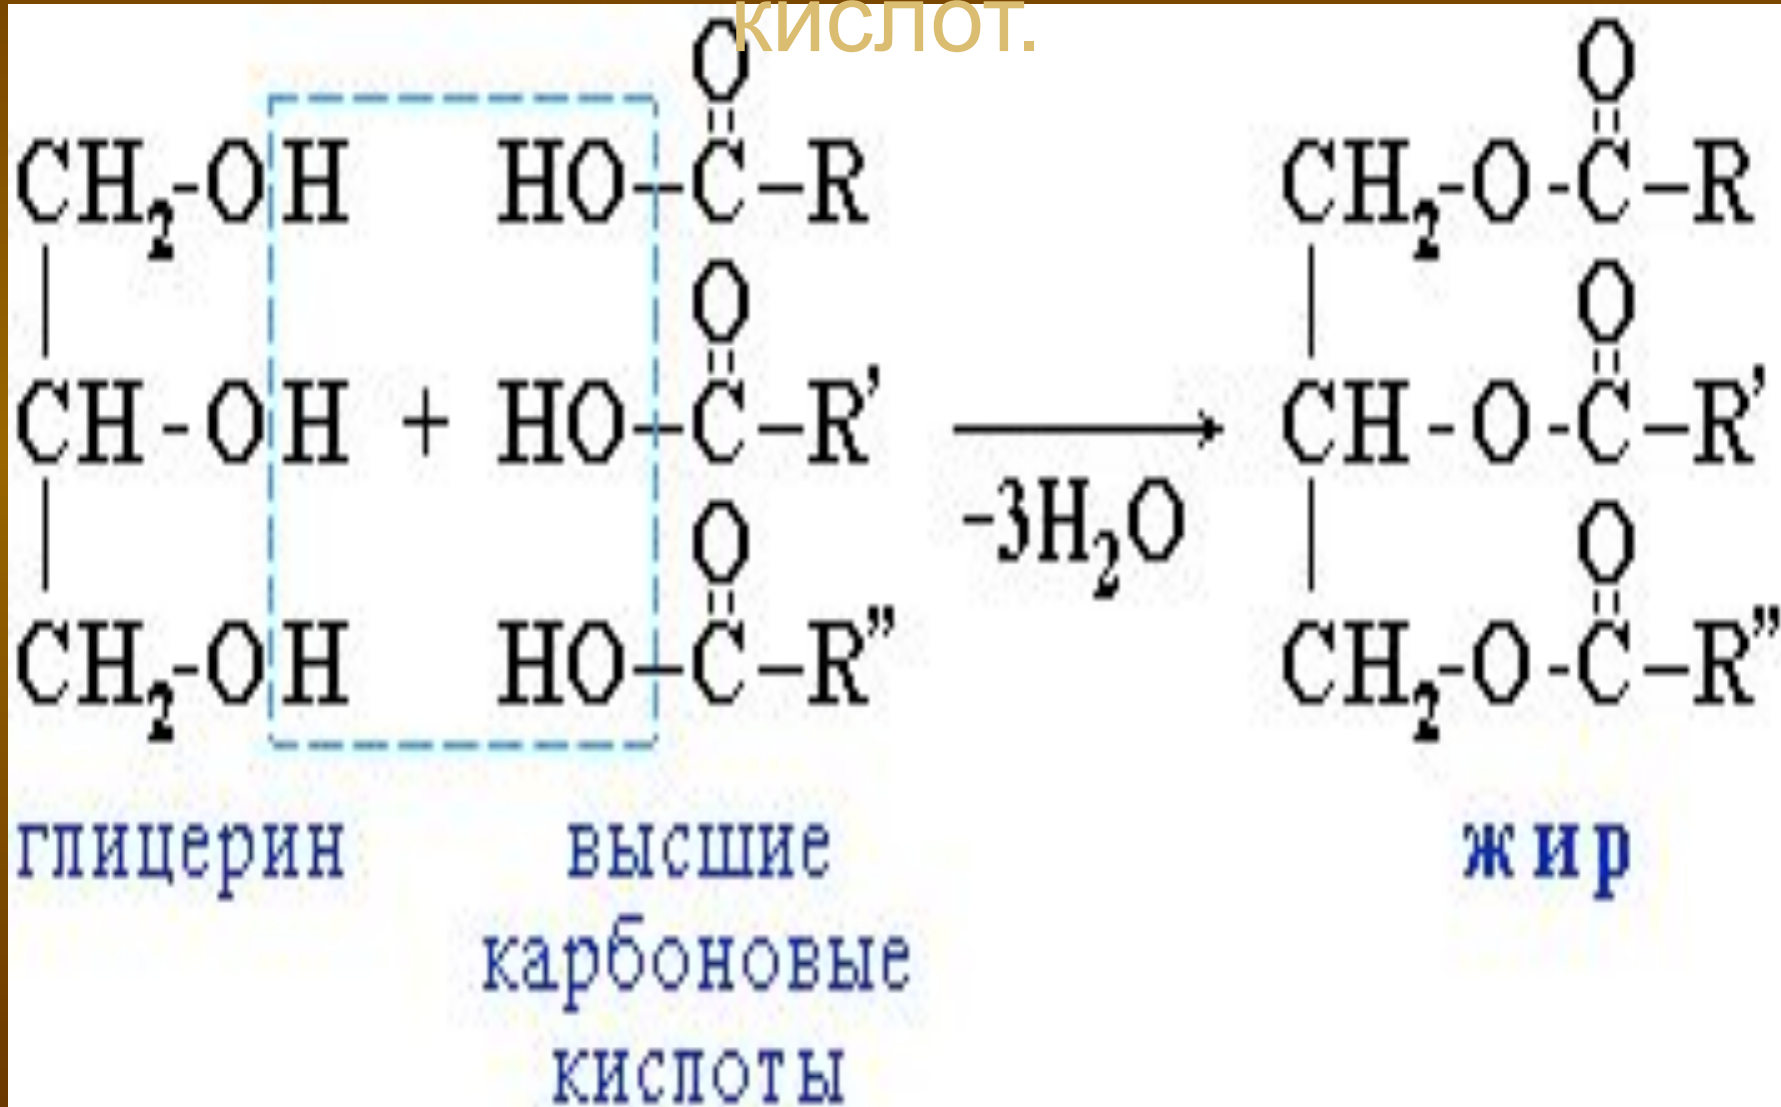 кислот.
O O
CH₂-OH HO-C-R CH₂-O-C-R
O O
CH-OH + HO-C-R’ CH-O-C-R’
-3H₂O
O O
CH₂-OH HO-C-R” CH₂-O-C-R”
глицерин высшие жир
карбоновые
кислоты